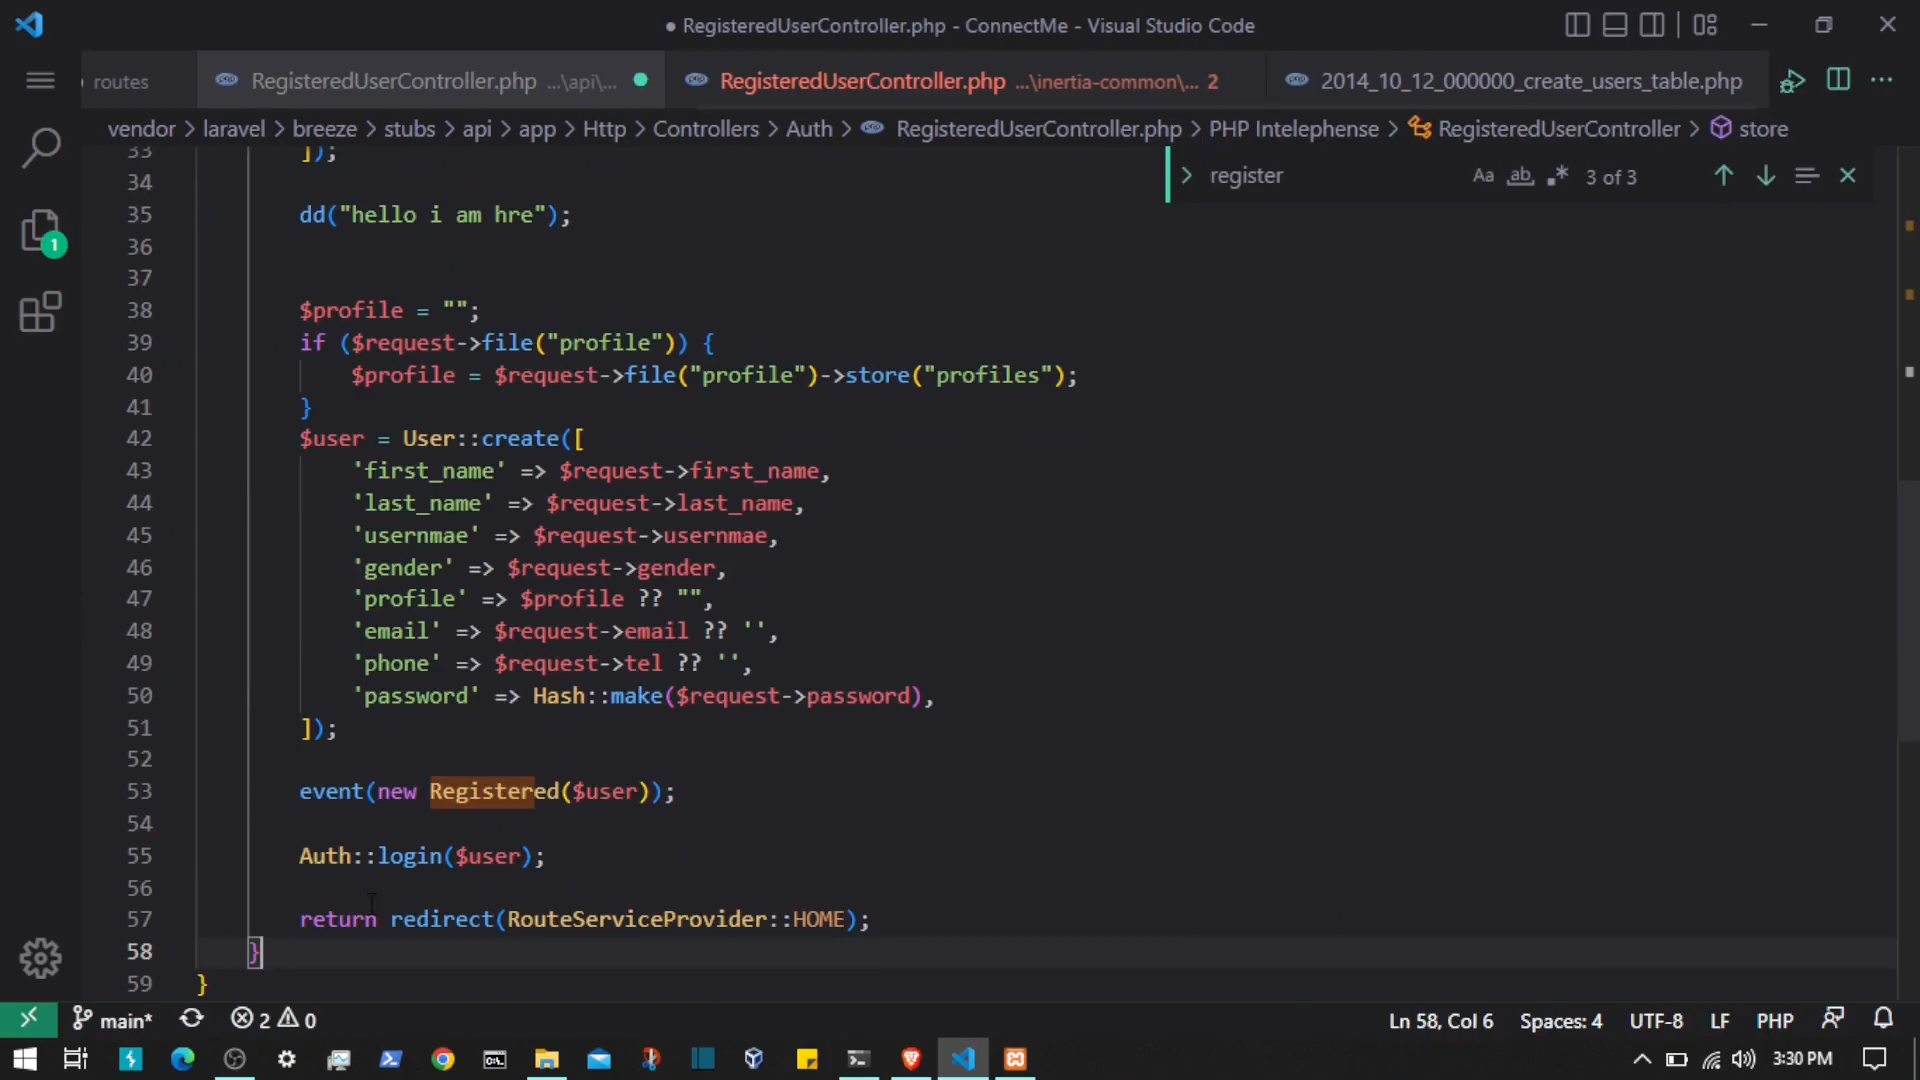 ● RegisteredUserController.php - ConnectMe - Visual Studio Code
routes
RegisteredUserController.php ...\api\...
RegisteredUserController.php ...\inertia-common\... 2
2014_10_12_000000_create_users_table.php
vendor > laravel > breeze > stubs > api > app > Http > Controllers > Auth > RegisteredUserController.php > PHP Intelephense > RegisteredUserController > store
register
Aa ab 3 of 3
33 ]);
34
35 dd("hello i am hre");
36
37
38 $profile = "";
39 if ($request->file("profile")) {
40 $profile = $request->file("profile")->store("profiles");
41 }
42 $user = User::create([
43 'first_name' => $request->first_name,
44 'last_name' => $request->last_name,
45 'usernmae' => $request->usernmae,
46 'gender' => $request->gender,
47 'profile' => $profile ?? "",
48 'email' => $request->email ?? '',
49 'phone' => $request->tel ?? '',
50 'password' => Hash::make($request->password),
51 ]);
52
53 event(new Registered($user));
54
55 Auth::login($user);
56
57 return redirect(RouteServiceProvider::HOME);
58 }
59 }
1
main* 2 0
Ln 58, Col 6 Spaces: 4 UTF-8 LF PHP
3:30 PM